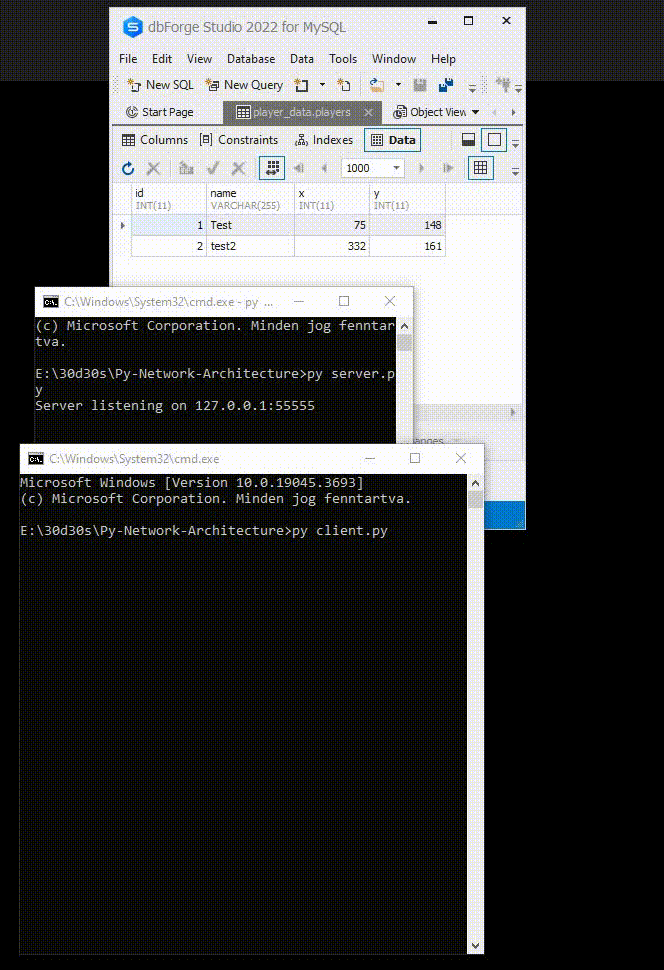 dbForge Studio 2022 for MySQL
File Edit View Database Data Tools Window Help
New SQL New Query
Start Page player_data.players Object View
Columns Constraints Indexes Data
1000
id name x y
INT(11) VARCHAR(255) INT(11) INT(11)
1 Test 75 148
2 test2 332 161
C:\Windows\System32\cmd.exe - py ...
(c) Microsoft Corporation. Minden jog fenntar
tva.
E:\30d30s\Py-Network-Architecture>py server.p
y
Server listening on 127.0.0.1:55555
C:\Windows\System32\cmd.exe
Microsoft Windows [Version 10.0.19045.3693]
(c) Microsoft Corporation. Minden jog fenntartva.
E:\30d30s\Py-Network-Architecture>py client.py